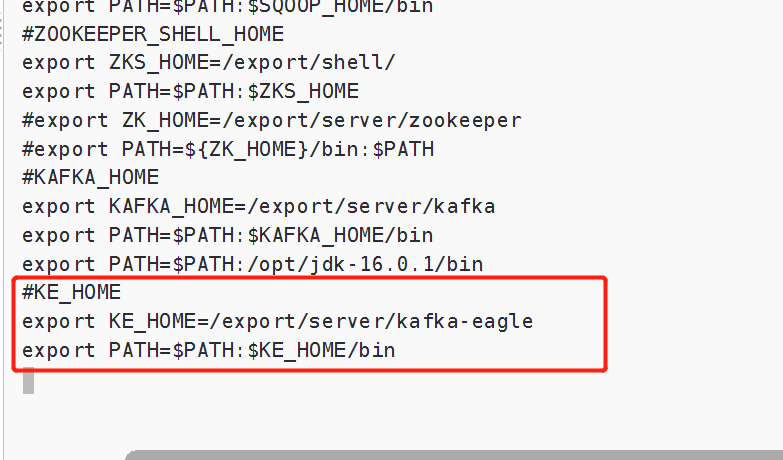 export PATH=$PATH:$SQOOP_HOME/bin
#ZOOKEEPER_SHELL_HOME
export ZKS_HOME=/export/shell/
export PATH=$PATH:$ZKS_HOME
#export ZK_HOME=/export/server/zookeeper
#export PATH=${ZK_HOME}/bin:$PATH
#KAFKA_HOME
export KAFKA_HOME=/export/server/kafka
export PATH=$PATH:$KAFKA_HOME/bin
export PATH=$PATH:/opt/jdk-16.0.1/bin
#KE_HOME
export KE_HOME=/export/server/kafka-eagle
export PATH=$PATH:$KE_HOME/bin